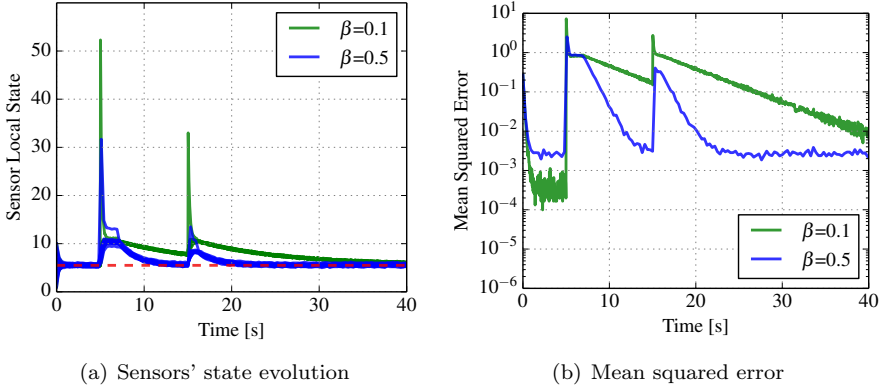 50
40
30
20
10
0
Sensor Local State
β=0.1
β=0.5
0 10 20 30 40
Time [s]
(a) Sensors' state evolution
10^1
10^0
10^-1
10^-2
10^-3
10^-4
10^-5
10^-6
Mean Squared Error
β=0.1
β=0.5
0 10 20 30 40
Time [s]
(b) Mean squared error